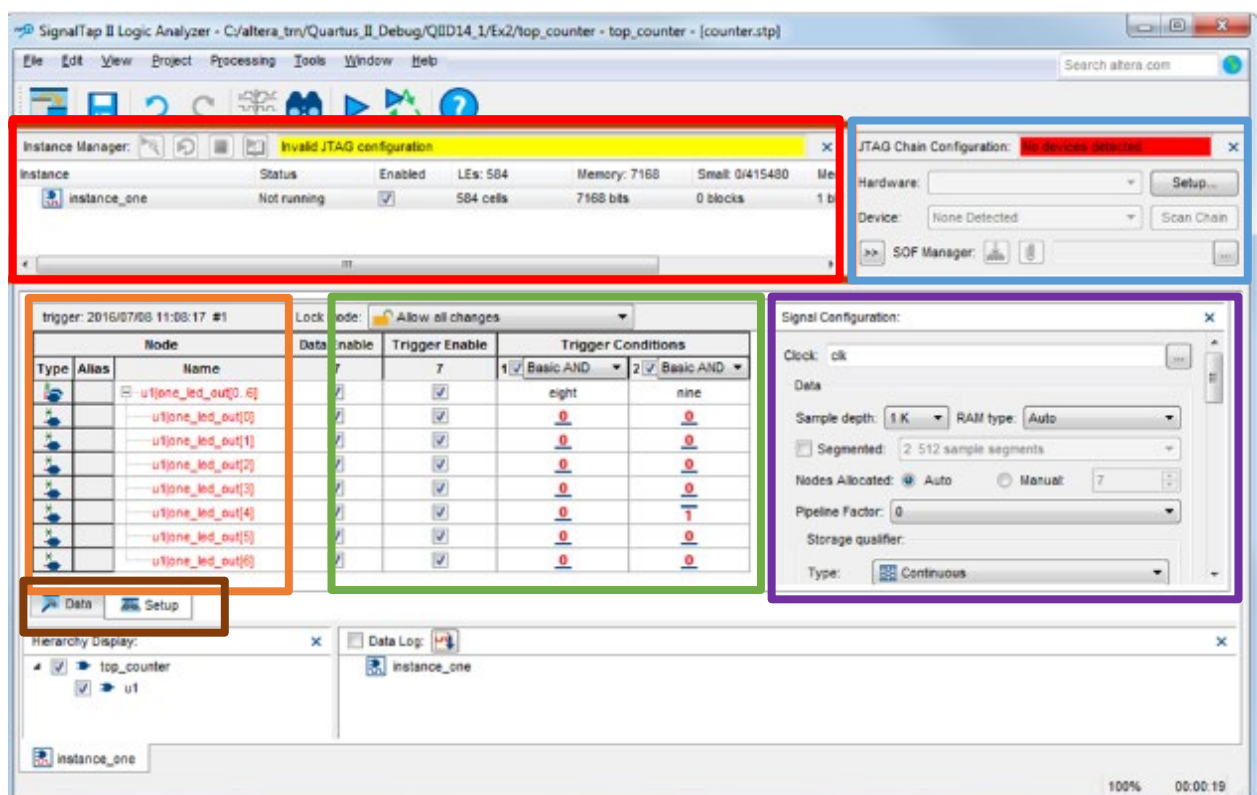 SignalTap II Logic Analyzer - C:/altera_trn/Quartus_II_Debug/QIID14_1/Ex2/top_counter - top_counter - [counter.stp]
File Edit View Project Processing Tools Window Help
Search altera.com
Instance Manager: Invalid JTAG configuration
Instance Status Enabled LEs: 584 Memory: 7168 Small: 0/415480
instance_one Not running 584 cells 7168 bits 0 blocks
JTAG Chain Configuration: No devices detected
Hardware: Setup...
Device: None Detected Scan Chain
>> SOF Manager: ...
trigger: 2016/07/08 11:08:17 #1 Lock mode: Allow all changes
Node Data Enable Trigger Enable Trigger Conditions
Type Alias Name 7 7 1 Basic AND 2 Basic AND
u1|one_led_out[0..6] eight nine
u1|one_led_out[0] 0 0
u1|one_led_out[1] 0 0
u1|one_led_out[2] 0 0
u1|one_led_out[3] 0 0
u1|one_led_out[4] 0 1
u1|one_led_out[5] 0 0
u1|one_led_out[6] 0 0
Signal Configuration:
Clock: clk ...
Data
Sample depth: 1 K RAM type: Auto
Segmented: 2 512 sample segments
Nodes Allocated: Auto Manual: 7
Pipeline Factor: 0
Storage qualifier:
Type: Continuous
Data Setup
Hierarchy Display:
top_counter
u1
Data Log:
instance_one
instance_one
100% 00:00:19